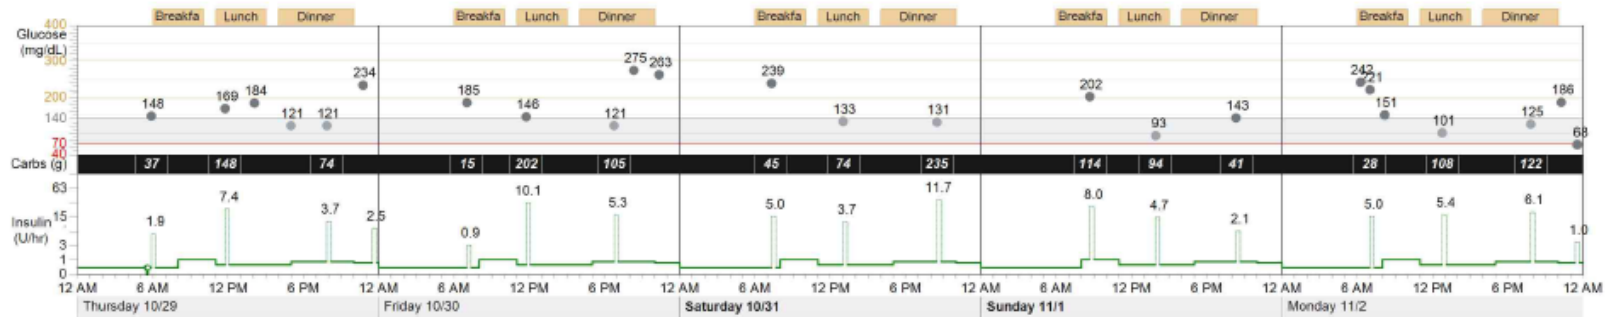 Breakfa Lunch Dinner Breakfa Lunch Dinner Breakfa Lunch Dinner Breakfa Lunch Dinner Breakfa Lunch Dinner
400
Glucose
(mg/dL)
300
200
140
70
40
148 169 184 121 121 234 185 146 121 275 263 239 133 131 202 93 143 242 221 151 101 125 186 68
Carbs (g) 37 148 74 15 202 105 45 74 235 114 94 41 28 108 122
63
Insulin 15
(U/hr)
3
1
0
1.9 7.4 3.7 2.5 0.9 10.1 5.3 5.0 3.7 11.7 8.0 4.7 2.1 5.0 5.4 6.1 1.0
12 AM 6 AM 12 PM 6 PM 12 AM 6 AM 12 PM 6 PM 12 AM 6 AM 12 PM 6 PM 12 AM 6 AM 12 PM 6 PM 12 AM 6 AM 12 PM 6 PM 12 AM
Thursday 10/29 Friday 10/30 Saturday 10/31 Sunday 11/1 Monday 11/2